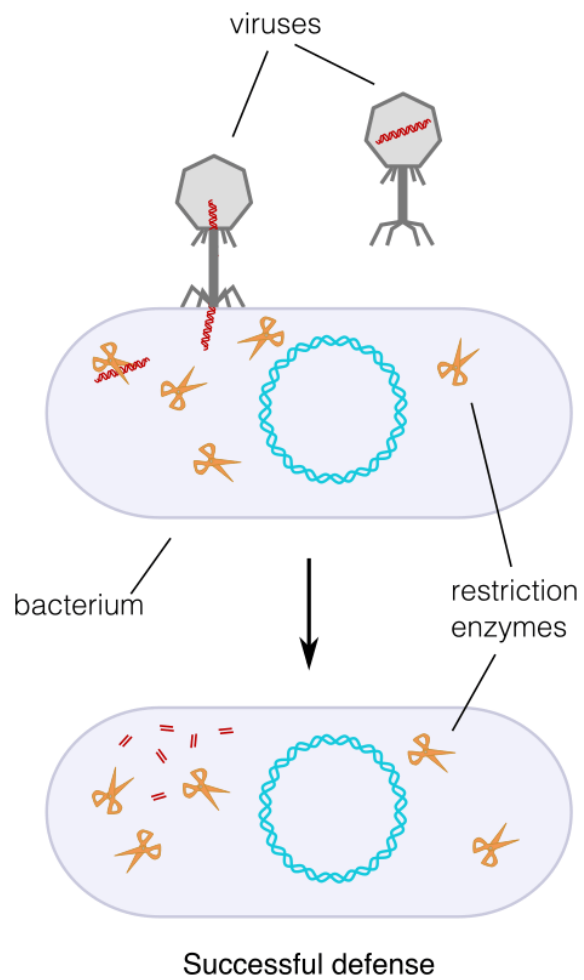 viruses
bacterium
restriction
enzymes
Successful defense